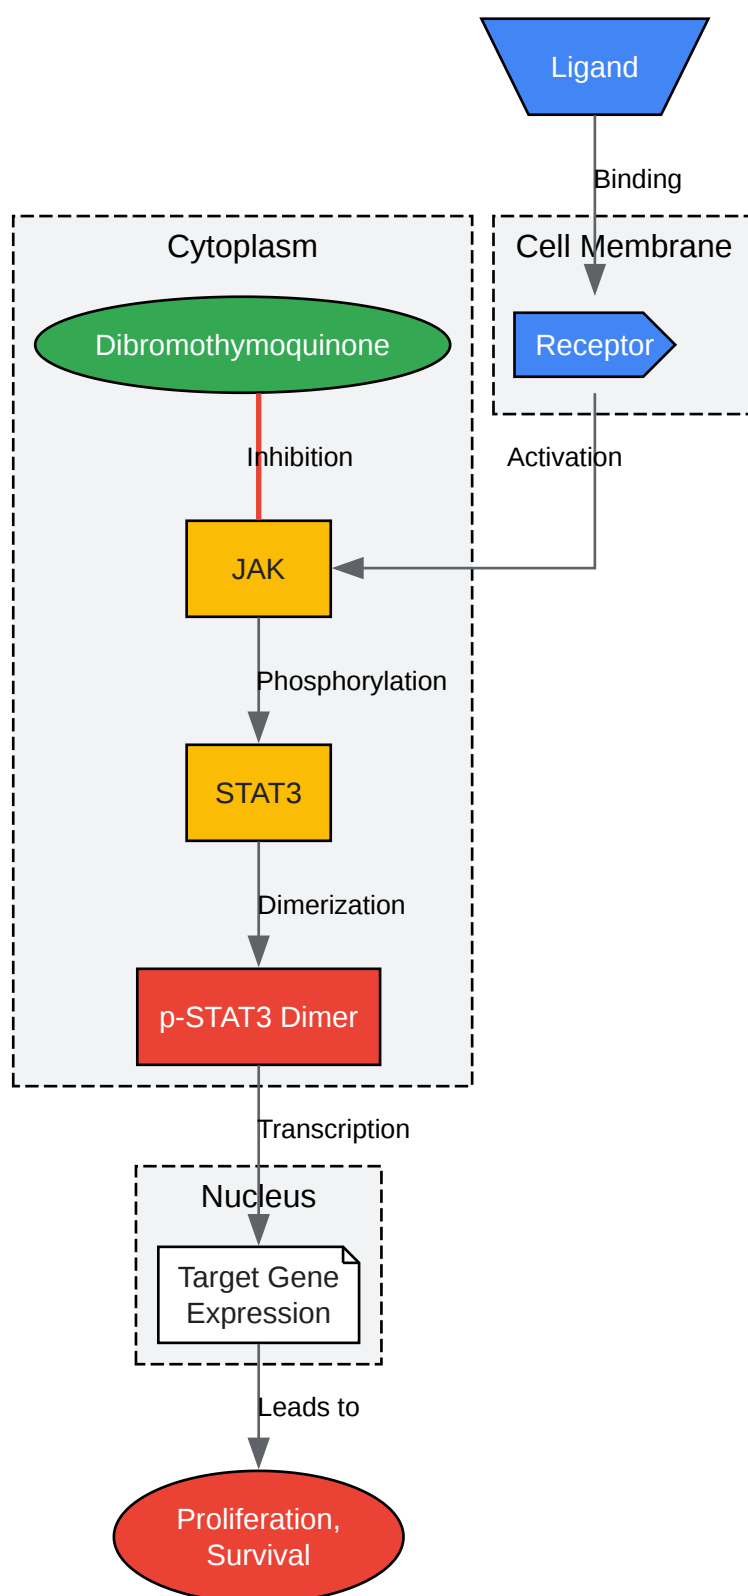 Ligand
Binding
Cytoplasm
Cell Membrane
Dibromothymoquinone
Receptor
Inhibition
Activation
JAK
Phosphorylation
STAT3
Dimerization
p-STAT3 Dimer
Transcription
Nucleus
Target Gene
Expression
Leads to
Proliferation,
Survival